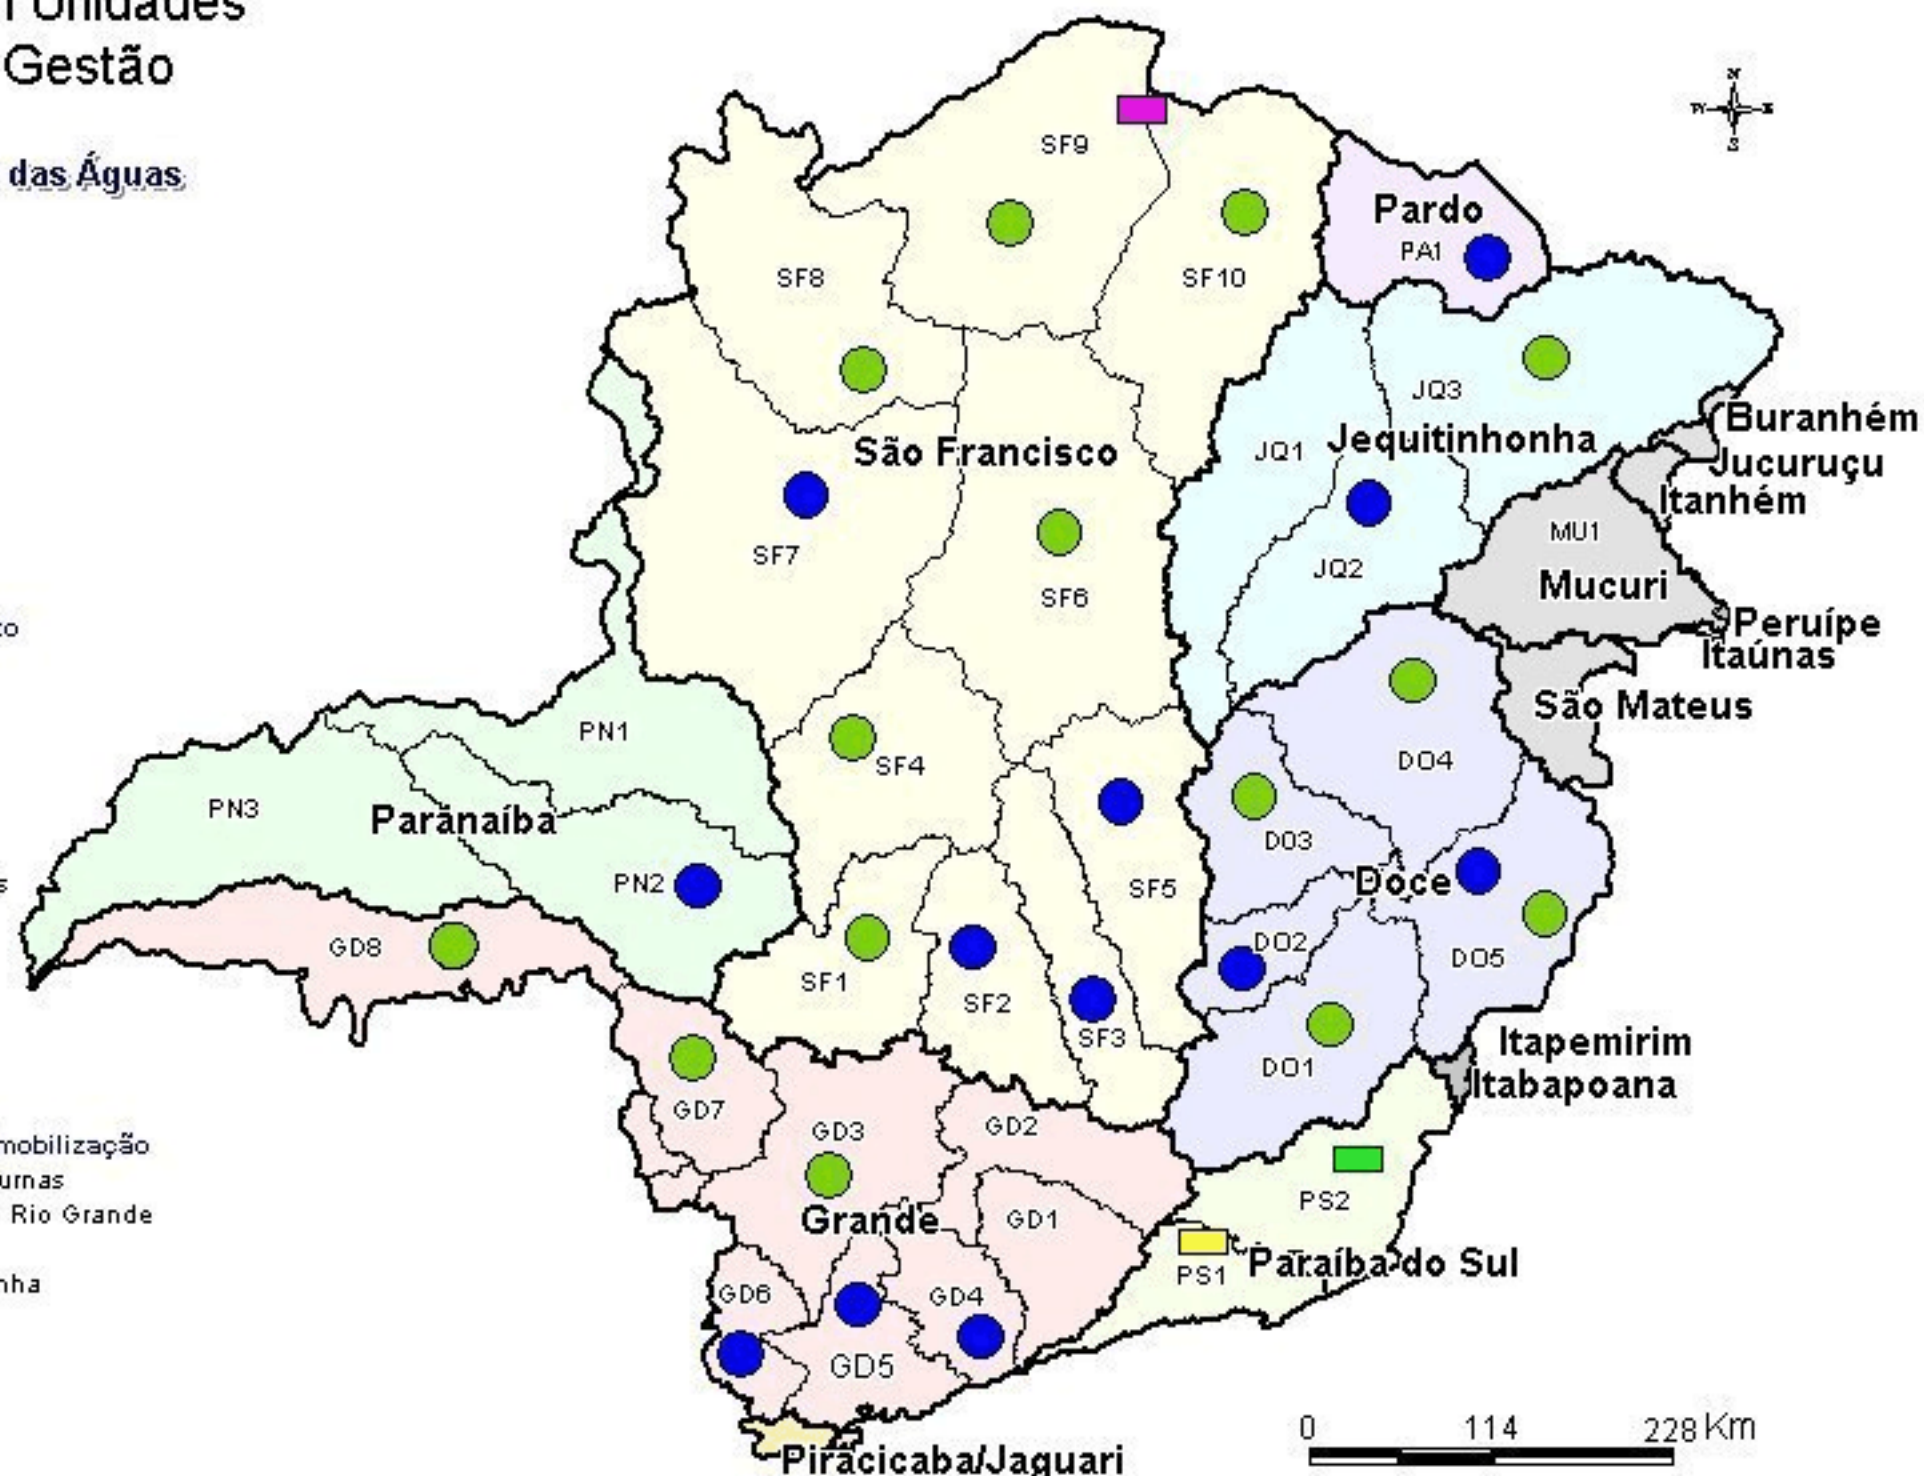 Unidades
Gestão
das Águas
N
W
E
S
SF9
SF8
SF10
Pardo
PA1
JQ3
Buranhém
São Francisco
JQ1
Jequitinhonha
Jucuruçu
Itanhém
SF7
MU1
JQ2
SF6
Mucuri
Peruípe
Itaúnas
São Mateus
PN1
SF4
DO4
PN3
Paranaíba
DO3
PN2
SF5
Doce
GD8
DO2
DO5
SF1
SF2
SF3
Itapemirim
Itabapoana
DO1
GD7
GD3
GD2
mobilização
Rio Grande
PS2
Grande
GD1
PS1
Paraíba do Sul
GD6
GD4
GD5
0 114 228 Km
Piracicaba/Jaguari